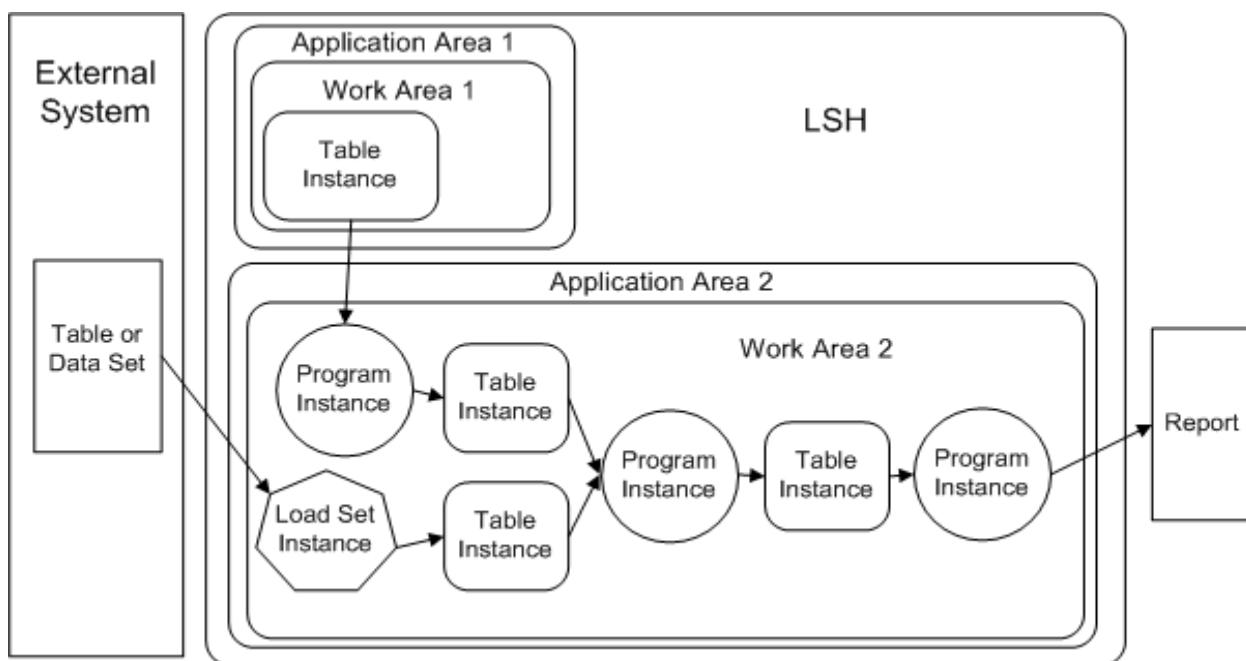 External
System
Table or
Data Set
LSH
Application Area 1
Work Area 1
Table
Instance
Application Area 2
Work Area 2
Program
Instance
Table
Instance
Load Set
Instance
Table
Instance
Program
Instance
Table
Instance
Program
Instance
Report